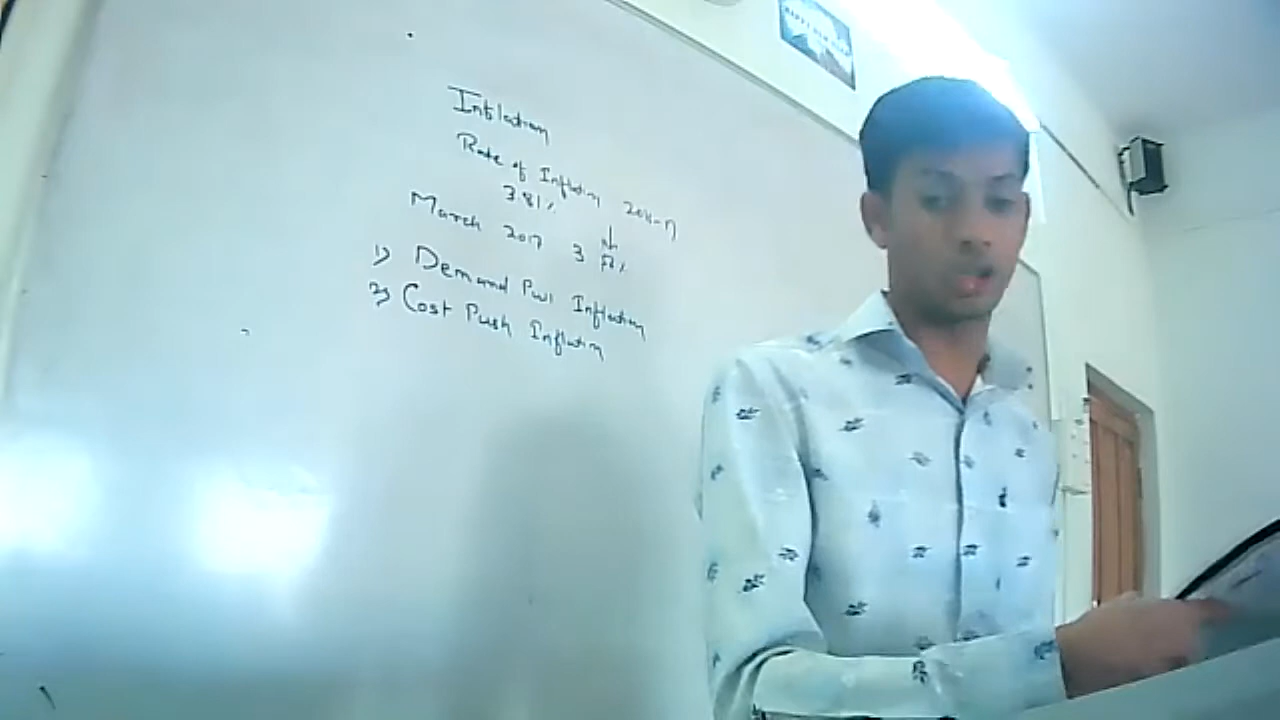 Inflation
Rate of Inflation 2016-17
3.81%
March 2017 3
1) Demand Pull Inflation
2) Cost Push Inflation